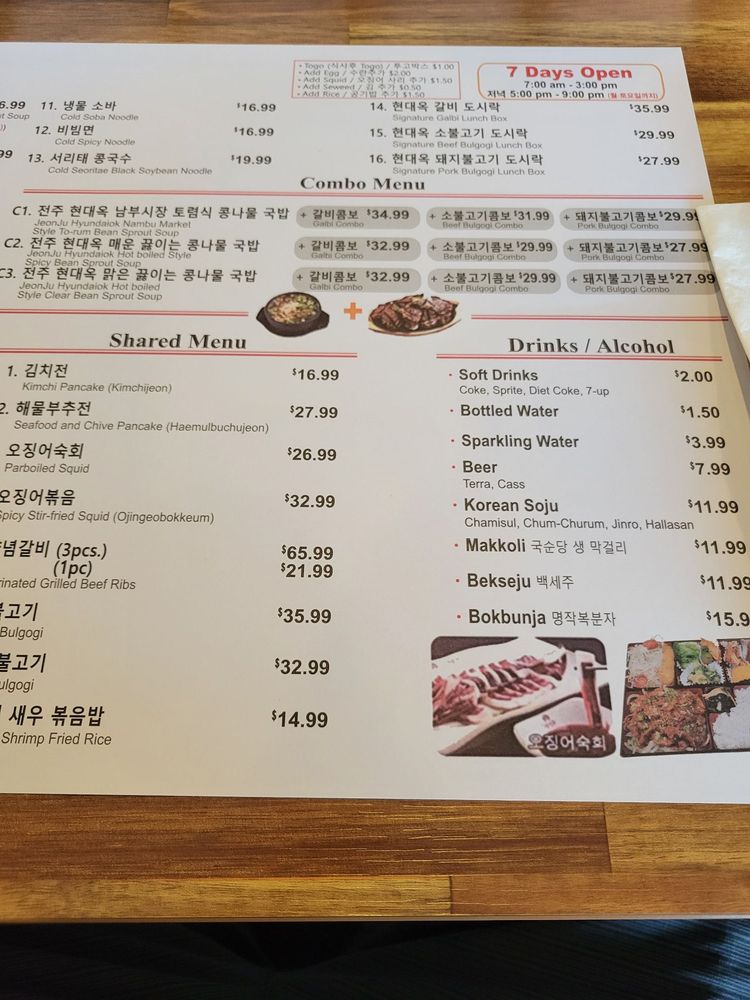 • Togo (식사후 Togo) / 투고박스 $1.00
• Add Egg / 수란추가 $2.00
• Add Squid / 오징어 사리 추가 $1.50
• Add Seweed / 김 추가 $0.50
• Add Rice / 공기밥 추가 $1.50
7 Days Open
7:00 am - 3:00 pm
저녁 5:00 pm - 9:00 pm (월-토요일까지)
6.99
ut Soup
99
11. 냉물 소바 $16.99
Cold Soba Noodle
12. 비빔면 $16.99
Cold Spicy Noodle
13. 서리태 콩국수 $19.99
Cold Seoritae Black Soybean Noodle
14. 현대옥 갈비 도시락 $35.99
Signature Galbi Lunch Box
15. 현대옥 소불고기 도시락 $29.99
Signature Beef Bulgogi Lunch Box
16. 현대옥 돼지불고기 도시락 $27.99
Signature Pork Bulgogi Lunch Box
Combo Menu
C1. 전주 현대옥 남부시장 토렴식 콩나물 국밥 + 갈비콤보 $34.99 + 소불고기콤보 $31.99 + 돼지불고기콤보 $29.99
JeonJu Hyundaiok Nambu Market Galbi Combo Beef Bulgogi Combo Pork Bulgogi Combo
Style To-rum Bean Sprout Soup
C2. 전주 현대옥 매운 끓이는 콩나물 국밥 + 갈비콤보 $32.99 + 소불고기콤보 $29.99 + 돼지불고기콤보 $27.99
JeonJu Hyundaiok Hot boiled Style Galbi Combo Beef Bulgogi Combo Pork Bulgogi Combo
Spicy Bean Sprout Soup
C3. 전주 현대옥 맑은 끓이는 콩나물 국밥 + 갈비콤보 $32.99 + 소불고기콤보 $29.99 + 돼지불고기콤보 $27.99
JeonJu Hyundaiok Hot boiled Galbi Combo Beef Bulgogi Combo Pork Bulgogi Combo
Style Clear Bean Sprout Soup
+
Shared Menu
1. 김치전 $16.99
Kimchi Pancake (Kimchijeon)
2. 해물부추전 $27.99
Seafood and Chive Pancake (Haemulbuchujeon)
오징어숙회 $26.99
Parboiled Squid
오징어볶음 $32.99
Spicy Stir-fried Squid (Ojingeobokkeum)
념갈비 (3pcs.) $65.99
(1pc) $21.99
rinated Grilled Beef Ribs
불고기 $35.99
Bulgogi
불고기 $32.99
ulgogi
새우 볶음밥 $14.99
Shrimp Fried Rice
Drinks / Alcohol
• Soft Drinks $2.00
Coke, Sprite, Diet Coke, 7-up
• Bottled Water $1.50
• Sparkling Water $3.99
• Beer $7.99
Terra, Cass
• Korean Soju $11.99
Chamisul, Chum-Churum, Jinro, Hallasan
• Makkoli 국순당 생 막걸리 $11.99
• Bekseju 백세주 $11.99
• Bokbunja 명작복분자 $15.9
오징어숙회